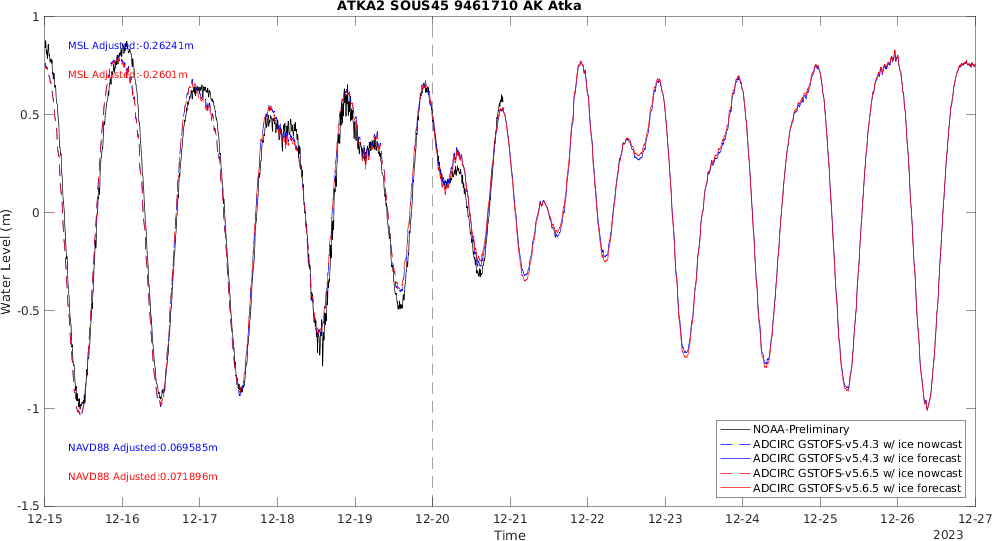 ATKA2 SOUS45 9461710 AK Atka
1
MSL Adjusted:-0.26241m
MSL Adjusted:-0.2601m
0.5
0
Water Level (m)
-0.5
-1
NOAA-Preliminary
ADCIRC GSTOFS-v5.4.3 w/ ice nowcast
ADCIRC GSTOFS-v5.4.3 w/ ice forecast
ADCIRC GSTOFS-v5.6.5 w/ ice nowcast
ADCIRC GSTOFS-v5.6.5 w/ ice forecast
NAVD88 Adjusted:0.069585m
NAVD88 Adjusted:0.071896m
-1.5
12-15 12-16 12-17 12-18 12-19 12-20 12-21 12-22 12-23 12-24 12-25 12-26 12-27
Time
2023